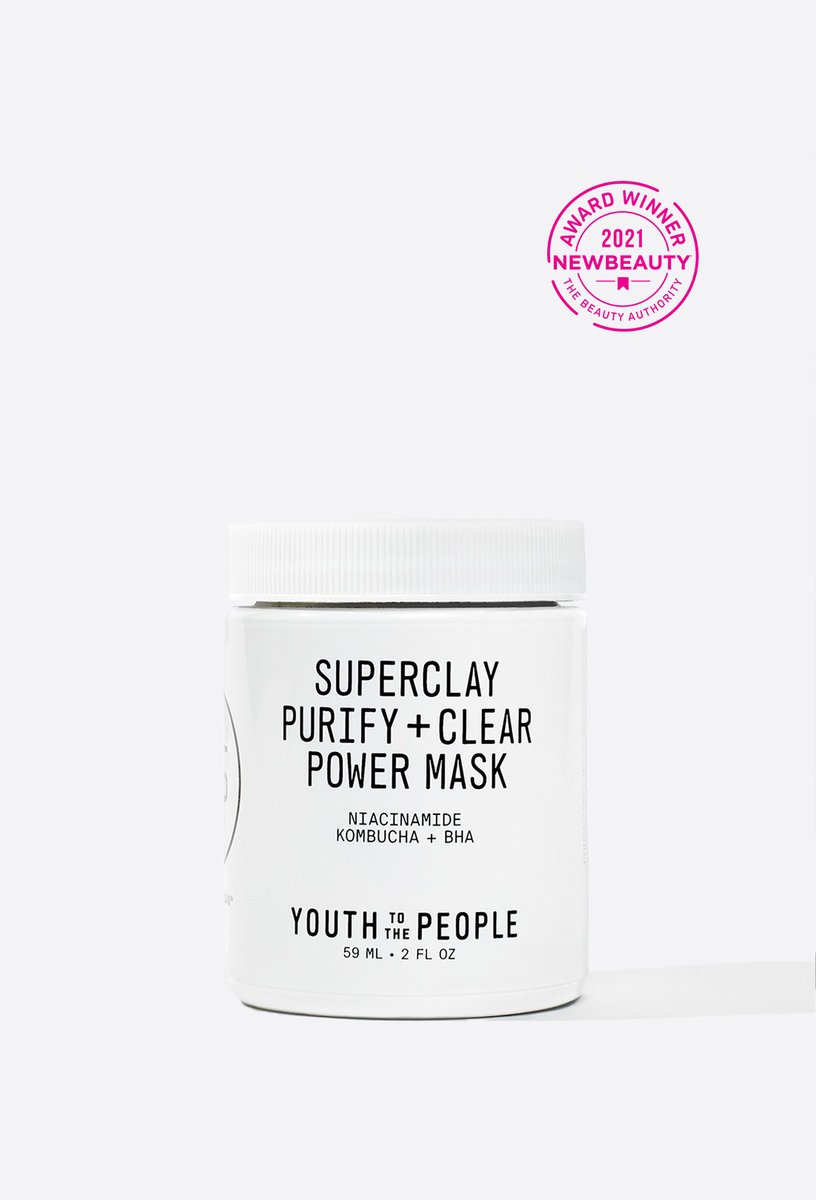 AWARD WINNER
2021
NEWBEAUTY
THE BEAUTY AUTHORITY
SUPERCLAY
PURIFY + CLEAR
POWER MASK
NIACINAMIDE
KOMBUCHA + BHA
YOUTH TO THE PEOPLE
59 ML • 2 FL OZ